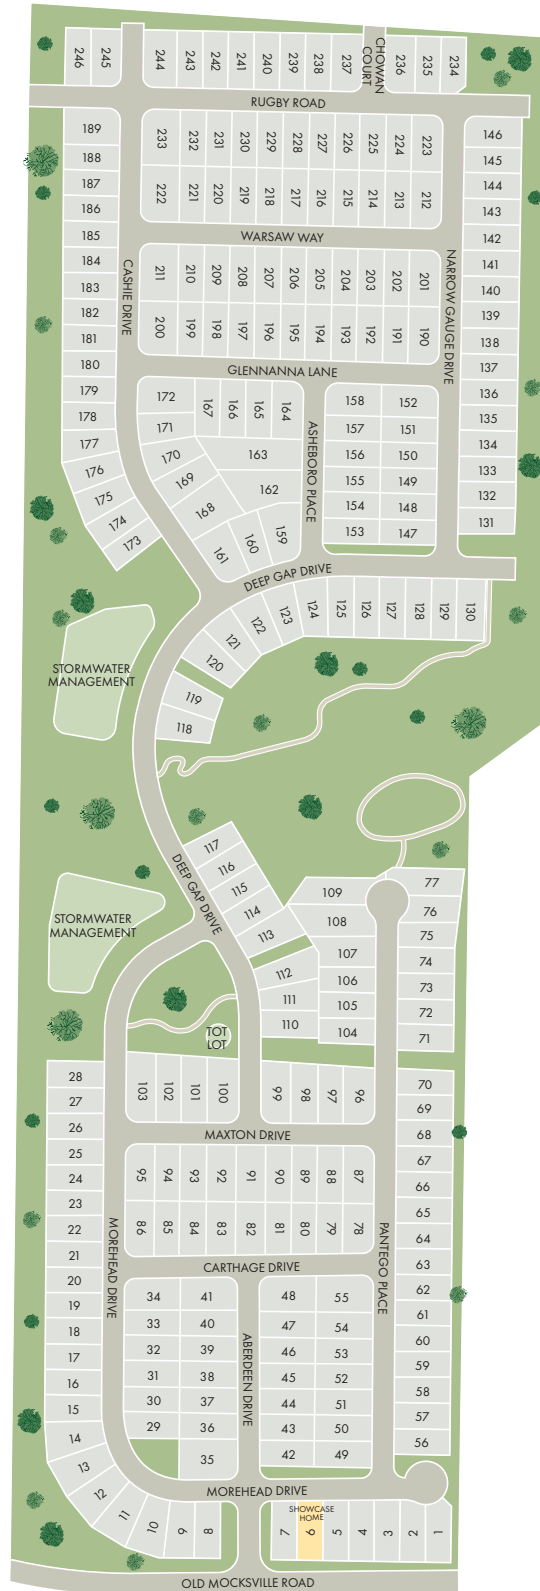 246 245 244 243 242 241 240 239 238 237 CHOWAN COURT 236 235 234
RUGBY ROAD
189 233 232 231 230 229 228 227 226 225 224 223 146
188 145
187 222 221 220 219 218 217 216 215 214 213 212 144
186 143
185 WARSAW WAY 142
184 141
CASHIE DRIVE
NARROW GAUGE DRIVE
183 211 210 209 208 207 206 205 204 203 202 201 140
182 139
181 200 199 198 197 196 195 194 193 192 191 190 138
180 137
GLENNANNA LANE
179 172 167 166 165 164 158 152 136
178 171 157 151 135
ASHEBORO PLACE
177 170 163 156 150 134
176 169 162 155 149 133
175 168 154 148 132
174 161 160 159 153 147 131
173
DEEP GAP DRIVE
120 121 122 123 124 125 126 127 128 129 130
119
118
STORMWATER
MANAGEMENT
DEEP GAP DRIVE
117
116
115
114
113
109 77
108 76
107 75
106 74
105 73
104 72
71
112
111
110
STORMWATER
MANAGEMENT
TOT
LOT
28 103 102 101 100 99 98 97 96 70
27 69
26 MAXTON DRIVE 68
25 67
24 95 94 93 92 91 90 89 88 87 66
23 65
22 86 85 84 83 82 81 80 79 78 64
MOREHEAD DRIVE
PANTEGO PLACE
21 CARTHAGE DRIVE 63
20 62
19 34 41 48 55 61
18 33 40 47 54 60
ABERDEEN DRIVE
17 32 39 46 53 59
16 31 38 45 52 58
15 30 37 44 51 57
14 29 36 43 50 56
13 35 42 49
12
11
10
9
8
MOREHEAD DRIVE
SHOWCASE
HOME
7 6 5 4 3 2 1
OLD MOCKSVILLE ROAD